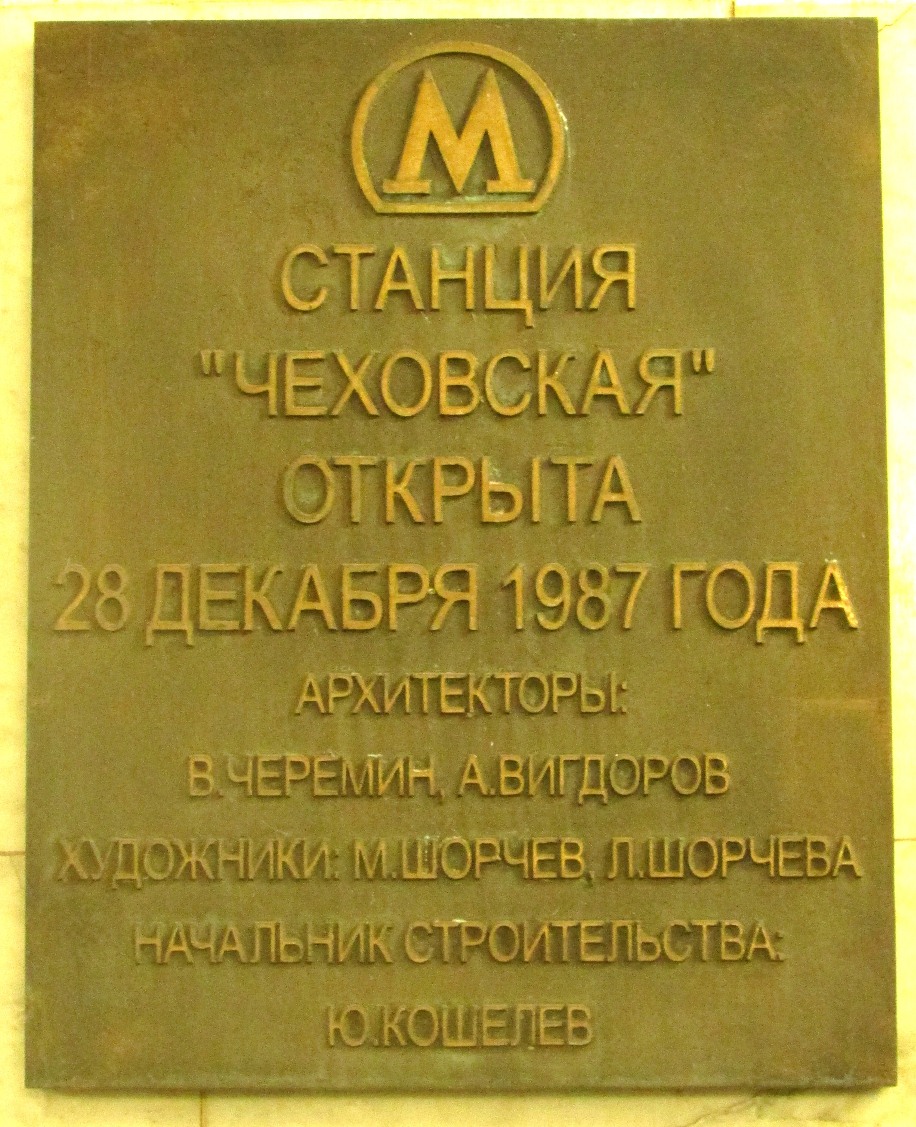 М
СТАНЦИЯ
"ЧЕХОВСКАЯ"
ОТКРЫТА
28 ДЕКАБРЯ 1987 ГОДА
АРХИТЕКТОРЫ:
В.ЧЕРЕМИН, А.ВИГДОРОВ
ХУДОЖНИКИ: М.ШОРЧЕВ, Л.ШОРЧЕВА
НАЧАЛЬНИК СТРОИТЕЛЬСТВА:
Ю.КОШЕЛЕВ